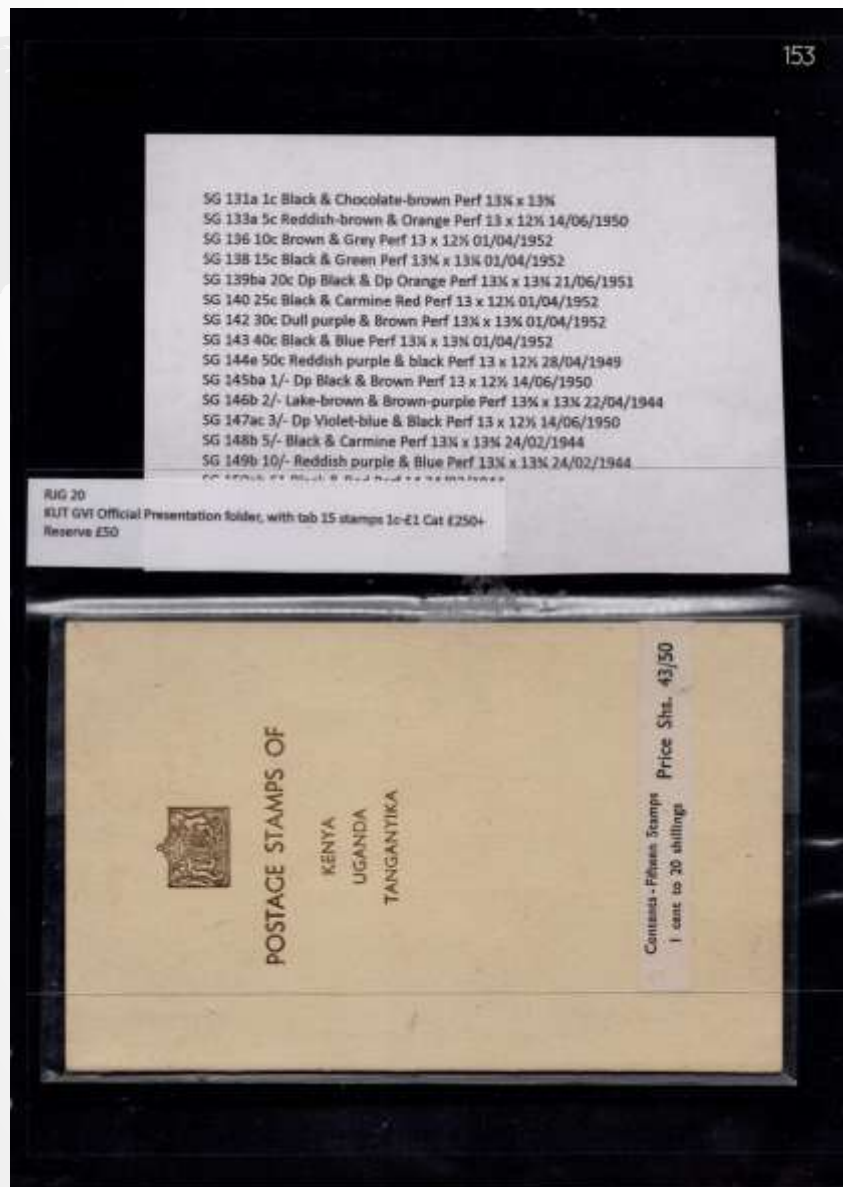 153
SG 131a 1c Black & Chocolate-brown Perf 13¼ x 13¾
SG 133a 5c Reddish-brown & Orange Perf 13 x 12½ 14/06/1950
SG 136 10c Brown & Grey Perf 13 x 12½ 01/04/1952
SG 138 15c Black & Green Perf 13¾ x 13¼ 01/04/1952
SG 139ba 20c Dp Black & Dp Orange Perf 13¼ x 13¾ 21/06/1951
SG 140 25c Black & Carmine Red Perf 13 x 12½ 01/04/1952
SG 142 30c Dull purple & Brown Perf 13¼ x 13¾ 01/04/1952
SG 143 40c Black & Blue Perf 13¼ x 13¾ 01/04/1952
SG 144e 50c Reddish purple & black Perf 13 x 12½ 28/04/1949
SG 145ba 1/- Dp Black & Brown Perf 13 x 12½ 14/06/1950
SG 146b 2/- Lake-brown & Brown-purple Perf 13¾ x 13¼ 22/04/1944
SG 147ac 3/- Dp Violet-blue & Black Perf 13 x 12½ 14/06/1950
SG 148b 5/- Black & Carmine Perf 13¼ x 13¾ 24/02/1944
SG 149b 10/- Reddish purple & Blue Perf 13¼ x 13¾ 24/02/1944
RJG 20
KUT GVI Official Presentation folder, with tab 15 stamps 1c-£1 Cat £250+
Reserve £50
POSTAGE STAMPS OF
KENYA
UGANDA
TANGANYIKA
Contents - Fifteen Stamps
1 cent to 20 shillings
Price Shs. 43/50